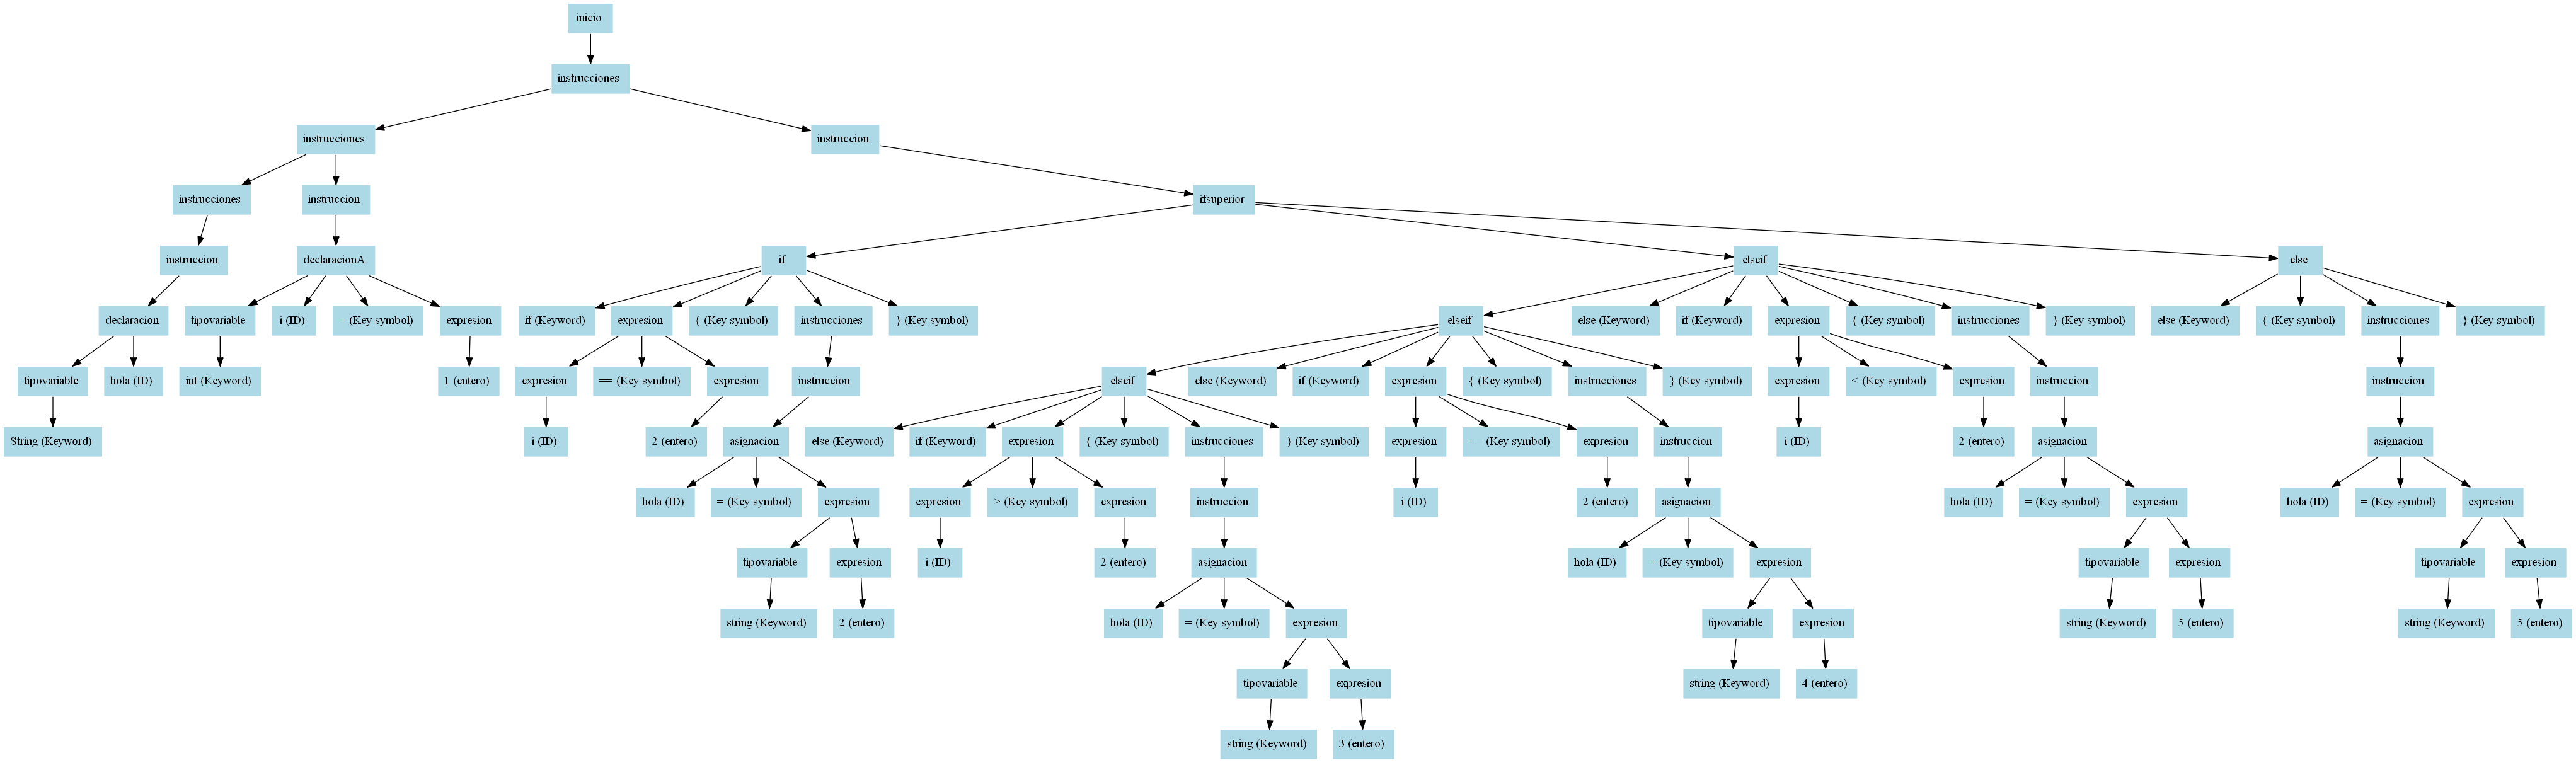 inicio
instrucciones
instrucciones
instruccion
instrucciones
instruccion
ifsuperior
instruccion
declaracionA
if
elseif
else
declaracion
tipovariable
i (ID)
= (Key symbol)
expresion
if (Keyword)
expresion
{ (Key symbol)
instrucciones
} (Key symbol)
elseif
else (Keyword)
if (Keyword)
expresion
{ (Key symbol)
instrucciones
} (Key symbol)
else (Keyword)
{ (Key symbol)
instrucciones
} (Key symbol)
tipovariable
hola (ID)
int (Keyword)
1 (entero)
expresion
== (Key symbol)
expresion
instruccion
elseif
else (Keyword)
if (Keyword)
expresion
{ (Key symbol)
instrucciones
} (Key symbol)
expresion
< (Key symbol)
expresion
instruccion
instruccion
String (Keyword)
i (ID)
2 (entero)
asignacion
else (Keyword)
if (Keyword)
expresion
{ (Key symbol)
instrucciones
} (Key symbol)
expresion
== (Key symbol)
expresion
instruccion
i (ID)
2 (entero)
asignacion
asignacion
hola (ID)
= (Key symbol)
expresion
expresion
> (Key symbol)
expresion
instruccion
i (ID)
2 (entero)
asignacion
hola (ID)
= (Key symbol)
expresion
hola (ID)
= (Key symbol)
expresion
tipovariable
expresion
i (ID)
2 (entero)
asignacion
hola (ID)
= (Key symbol)
expresion
tipovariable
expresion
tipovariable
expresion
string (Keyword)
2 (entero)
hola (ID)
= (Key symbol)
expresion
tipovariable
expresion
string (Keyword)
5 (entero)
string (Keyword)
5 (entero)
tipovariable
expresion
string (Keyword)
4 (entero)
string (Keyword)
3 (entero)